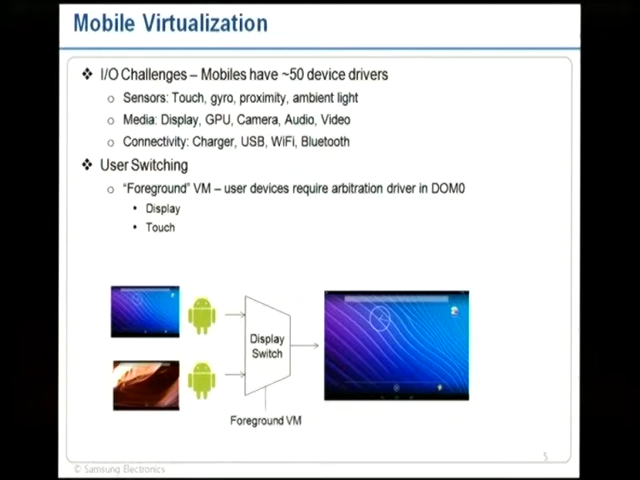 Mobile Virtualization
❖ I/O Challenges – Mobiles have ~50 device drivers
o Sensors: Touch, gyro, proximity, ambient light
o Media: Display, GPU, Camera, Audio, Video
o Connectivity: Charger, USB, WiFi, Bluetooth
❖ User Switching
o “Foreground” VM – user devices require arbitration driver in DOM0
• Display
• Touch
Display
Switch
Foreground VM
5
© Samsung Electronics